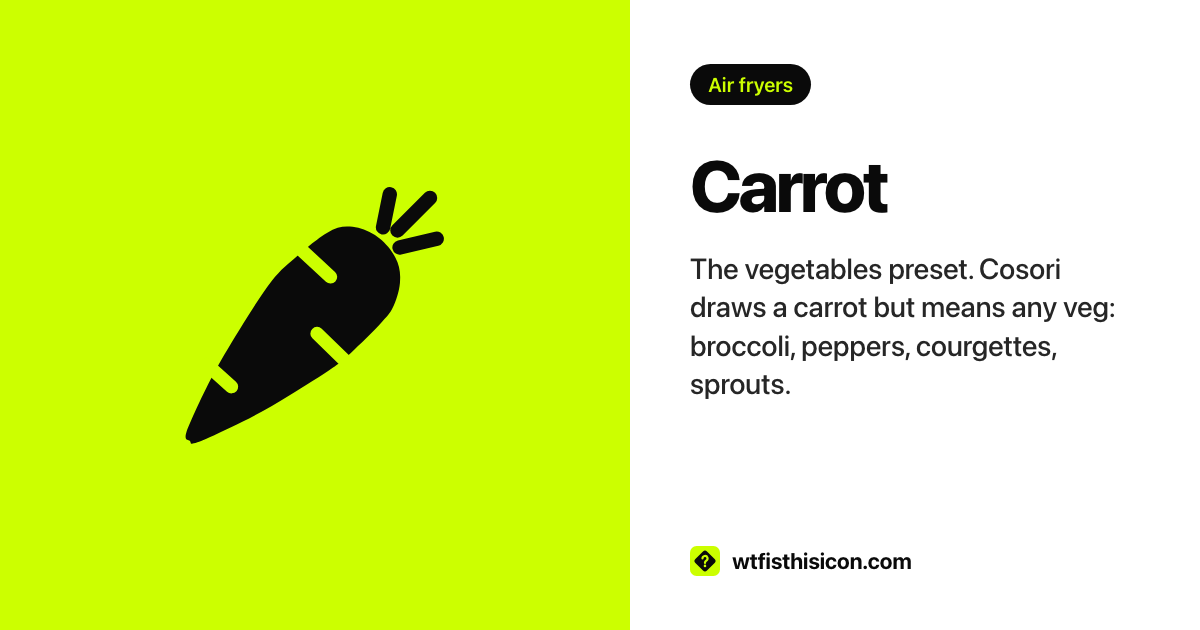 Air fryers
Carrot
The vegetables preset. Cosori
draws a carrot but means any veg:
broccoli, peppers, courgettes,
sprouts.
?
wtfisthisicon.com